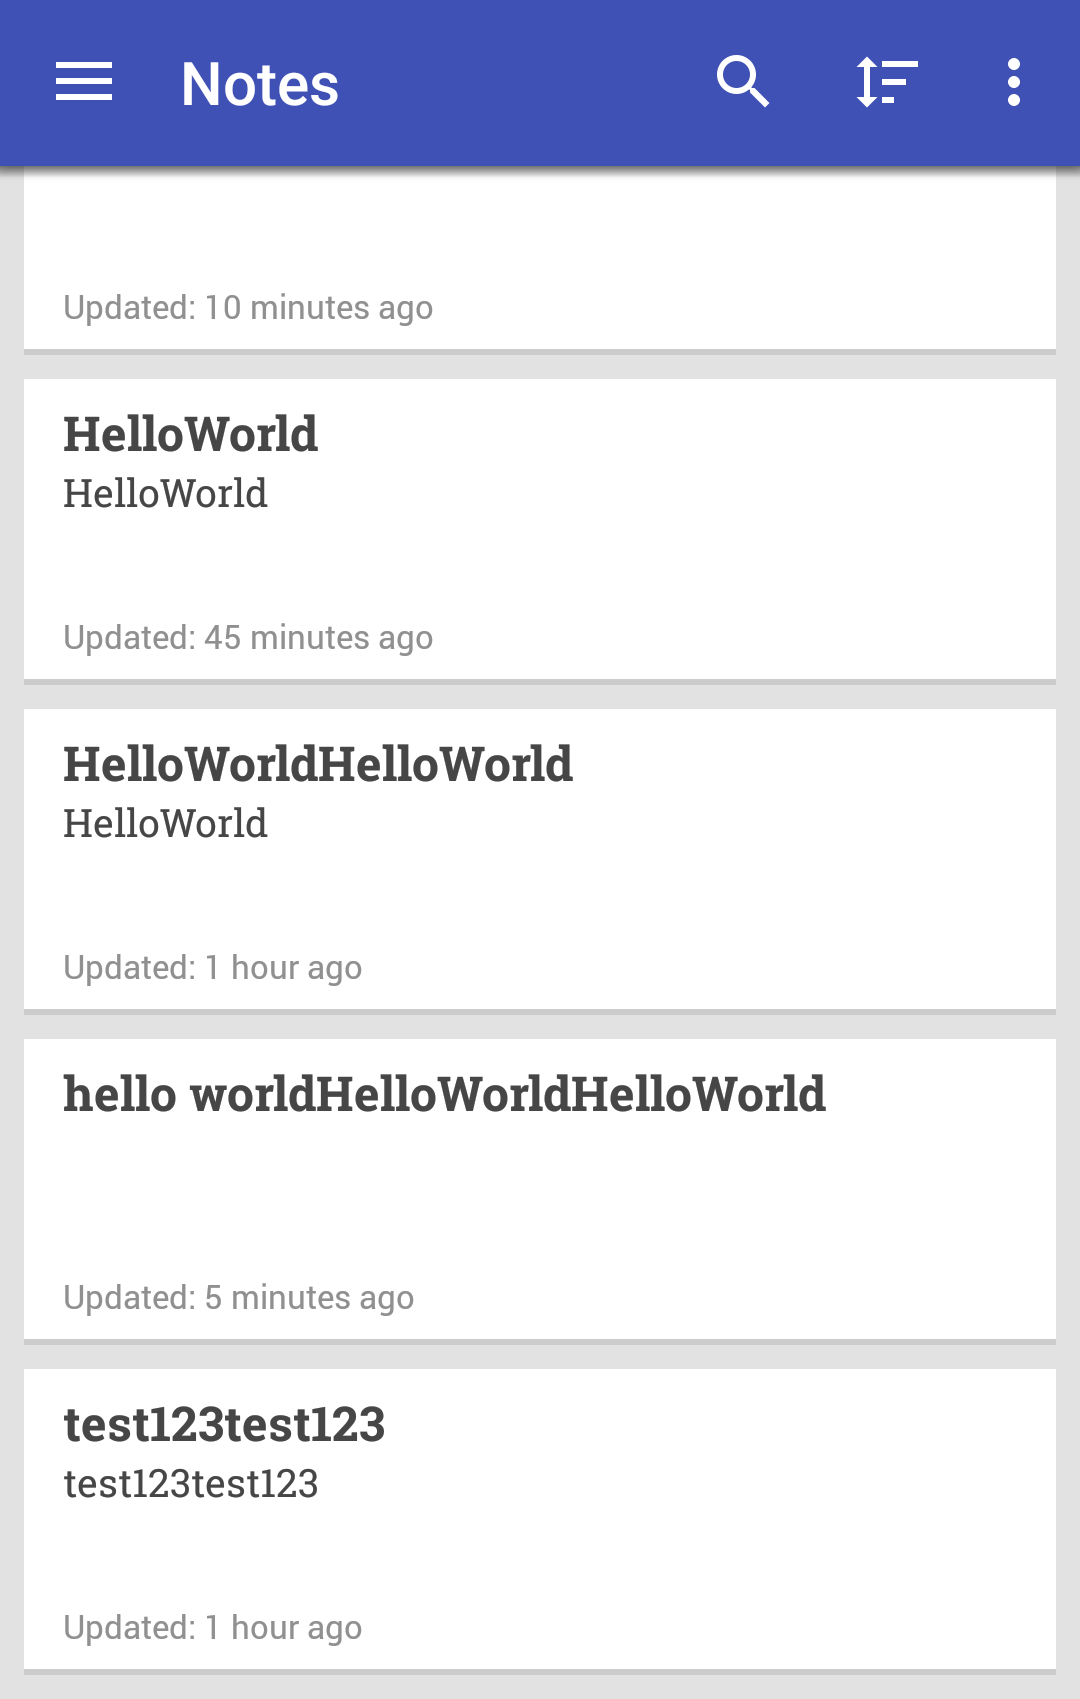 Notes
Updated: 10 minutes ago
HelloWorld
HelloWorld
Updated: 45 minutes ago
HelloWorldHelloWorld
HelloWorld
Updated: 1 hour ago
hello worldHelloWorldHelloWorld
Updated: 5 minutes ago
test123test123
test123test123
Updated: 1 hour ago